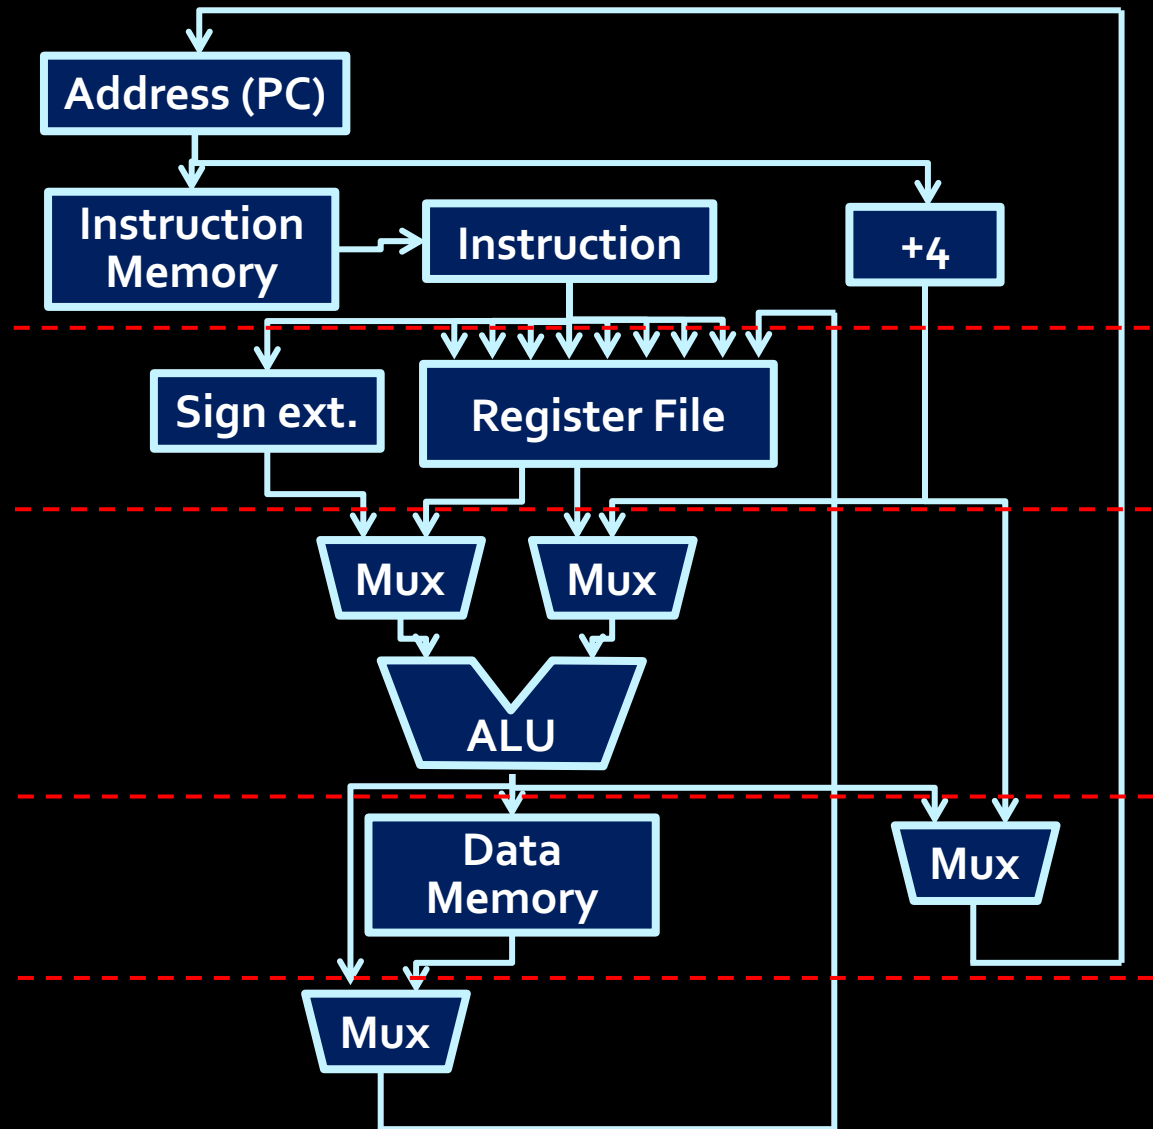 Address (PC)
Instruction
Memory
Instruction
+4
Sign ext.
Register File
Mux
Mux
ALU
Data
Memory
Mux
Mux